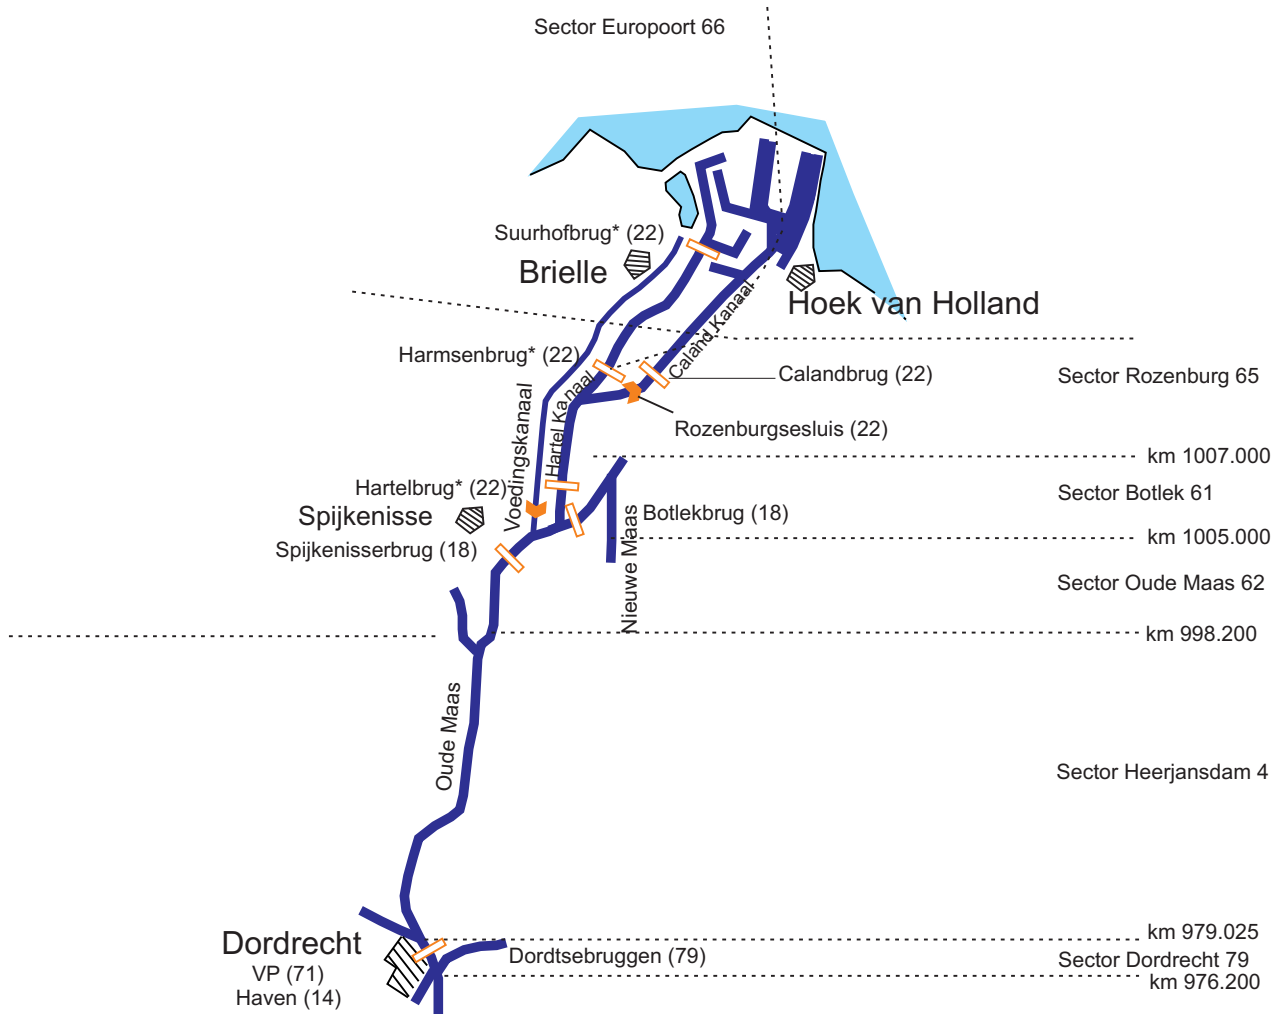 Sector Europoort 66
Suurhofbrug* (22)
Brielle
Hoek van Holland
Caland Kanaal
Harmsenbrug* (22)
Calandbrug (22)
Sector Rozenburg 65
Hartel Kanaal
Voedingskanaal
Rozenburgsesluis (22)
km 1007.000
Hartelbrug* (22)
Sector Botlek 61
Spijkenisse
Botlekbrug (18)
Spijkenisserbrug (18)
km 1005.000
Nieuwe Maas
Sector Oude Maas 62
km 998.200
Oude Maas
Sector Heerjansdam 4
km 979.025
Dordrecht
Dordtsebruggen (79)
Sector Dordrecht 79
VP (71)
km 976.200
Haven (14)